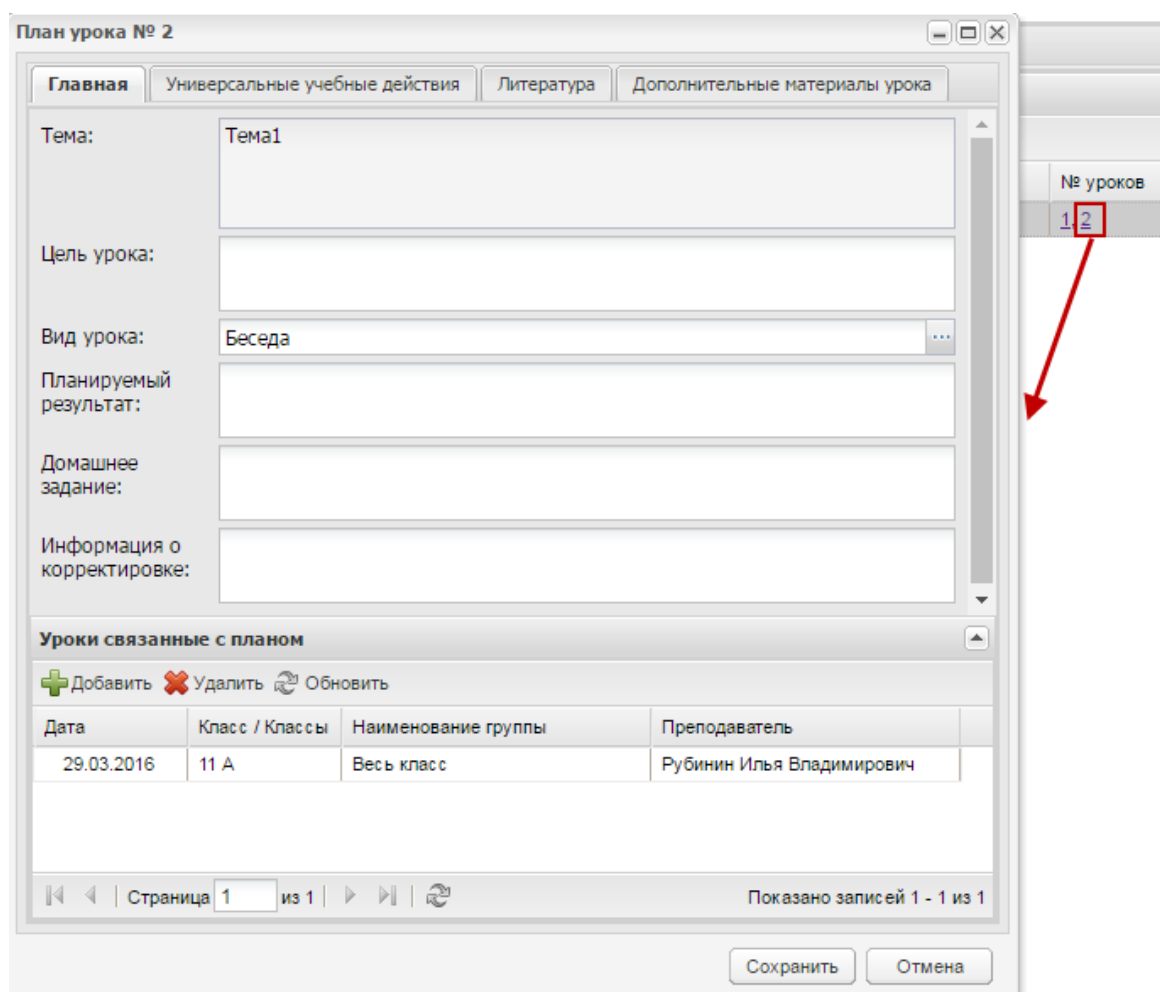 План урока № 2
Главная Универсальные учебные действия Литература Дополнительные материалы урока
Тема: Тема1
№ уроков
1, 2
Цель урока:
Вид урока: Беседа ...
Планируемый
результат:
Домашнее
задание:
Информация о
корректировке:
Уроки связанные с планом
Добавить Удалить Обновить
Дата Класс / Классы Наименование группы Преподаватель
29.03.2016 11 А Весь класс Рубинин Илья Владимирович
Страница 1 из 1 Показано записей 1 - 1 из 1
Сохранить Отмена